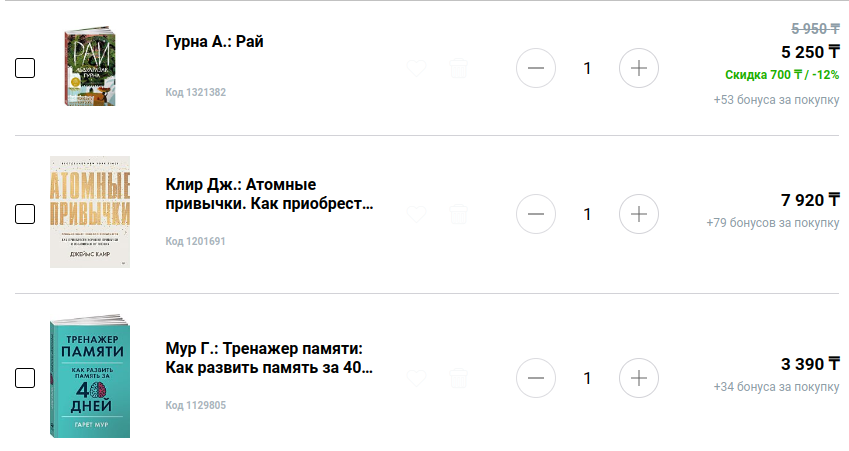 РАЙ
АБДУЛРАЗАК
ГУРНА
Гурна А.: Рай
Код 1321382
1
5 950 ₸
5 250 ₸
Скидка 700 ₸ / -12%
+53 бонуса за покупку
АТОМНЫЕ
ПРИВЫЧКИ
ДЖЕЙМС КЛИР
Клир Дж.: Атомные
привычки. Как приобрест…
Код 1201691
1
7 920 ₸
+79 бонусов за покупку
ТРЕНАЖЕР
ПАМЯТИ
КАК РАЗВИТЬ
ПАМЯТЬ ЗА
40
ДНЕЙ
ГАРЕТ МУР
Мур Г.: Тренажер памяти:
Как развить память за 40…
Код 1129805
1
3 390 ₸
+34 бонуса за покупку